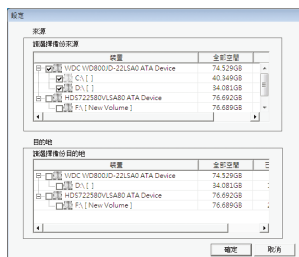 設定
來源
請選擇備份來源
裝置 全部空間
WDC WD800JD-22LSA0 ATA Device 74.529GB
C:\ [ ] 40.349GB
D:\ [ ] 34.081GB
HDS722580VLSA80 ATA Device 76.692GB
F:\ [ New Volume ] 76.689GB
目的地
請選擇備份目的地
裝置 全部空間
WDC WD800JD-22LSA0 ATA Device 74.529GB
D:\ [ ] 34.081GB
HDS722580VLSA80 ATA Device 76.692GB
F:\ [ New Volume ] 76.689GB
確定 取消